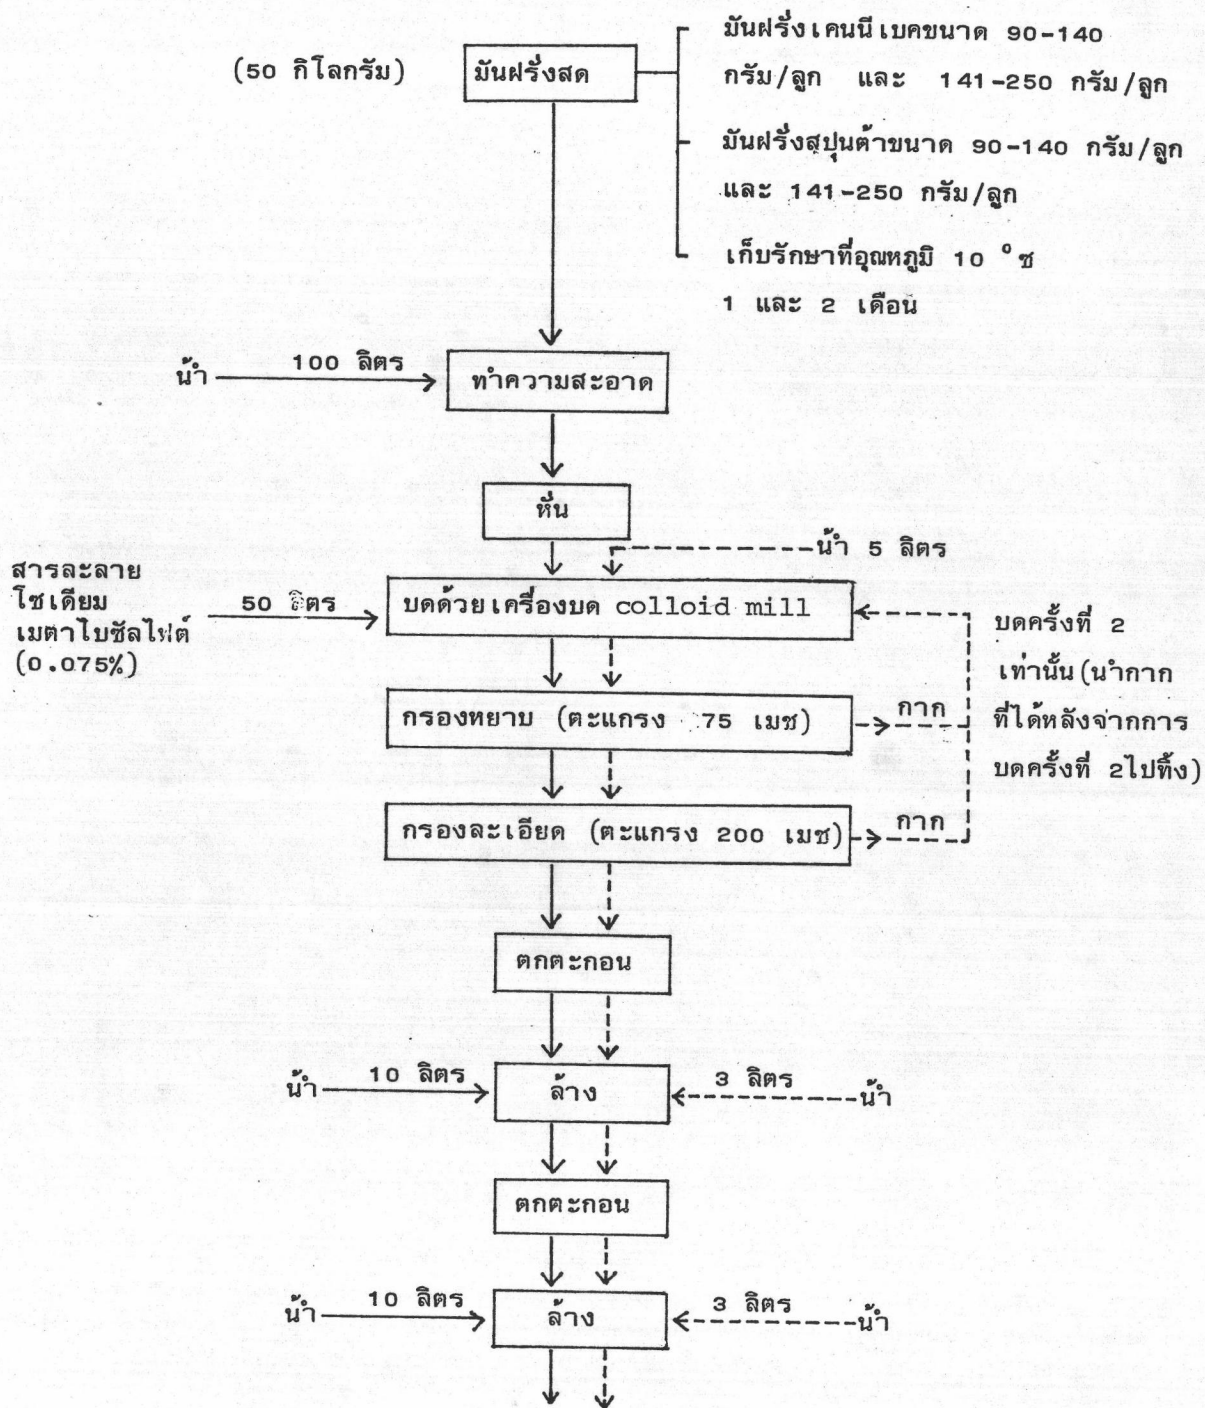 (50 กิโลกรัม)
มันฝรั่งสด
มันฝรั่งเคนนีเบคขนาด 90-140
กรัม/ลูก และ 141-250 กรัม/ลูก
มันฝรั่งสปุนต้าขนาด 90-140 กรัม/ลูก
และ 141-250 กรัม/ลูก
เก็บรักษาที่อุณหภูมิ 10 °ซ
1 และ 2 เดือน
น้ำ 100 ลิตร
ทำความสะอาด
หั่น
น้ำ 5 ลิตร
สารละลาย
โซเดียม
เมตาไบซัลไฟต์
(0.075%)
50 ลิตร
บดด้วยเครื่องบด colloid mill
บดครั้งที่ 2
เท่านั้น(นำกาก
ที่ได้หลังจากการ
บดครั้งที่ 2ไปทิ้ง)
กรองหยาบ (ตะแกรง 75 เมช)
กาก
กรองละเอียด (ตะแกรง 200 เมช)
กาก
ตกตะกอน
น้ำ 10 ลิตร
ล้าง
3 ลิตร น้ำ
ตกตะกอน
น้ำ 10 ลิตร
ล้าง
3 ลิตร น้ำ